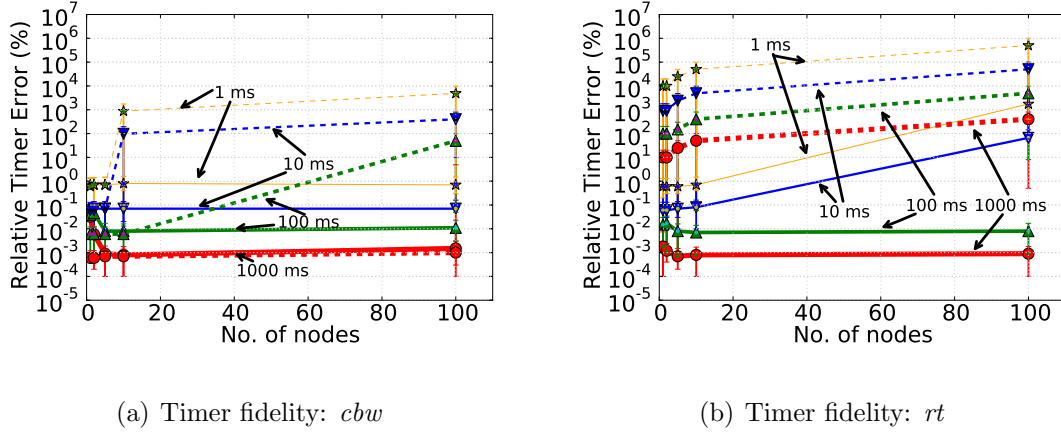 Relative Timer Error (%)
10^7
10^6
10^5
10^4
10^3
10^2
10^1
10^0
10^-1
10^-2
10^-3
10^-4
10^-5
1 ms
10 ms
100 ms
1000 ms
0 20 40 60 80 100
No. of nodes
(a) Timer fidelity: cbw
Relative Timer Error (%)
10^7
10^6
10^5
10^4
10^3
10^2
10^1
10^0
10^-1
10^-2
10^-3
10^-4
10^-5
1 ms
10 ms
100 ms
1000 ms
0 20 40 60 80 100
No. of nodes
(b) Timer fidelity: rt